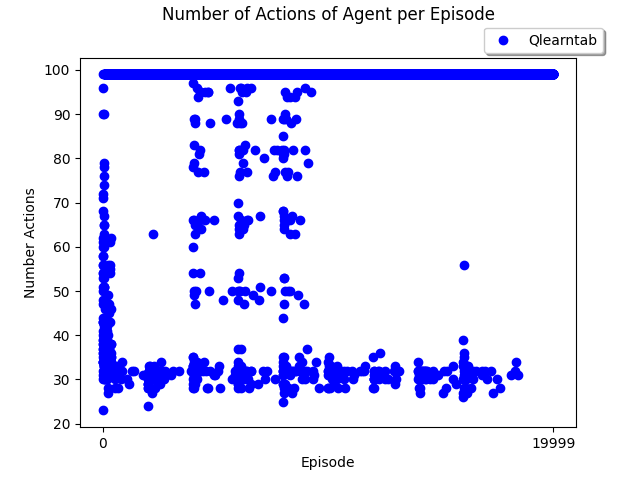 Number of Actions of Agent per Episode
Qlearntab
100
90
80
70
60
50
40
30
20
Number Actions
0 19999
Episode